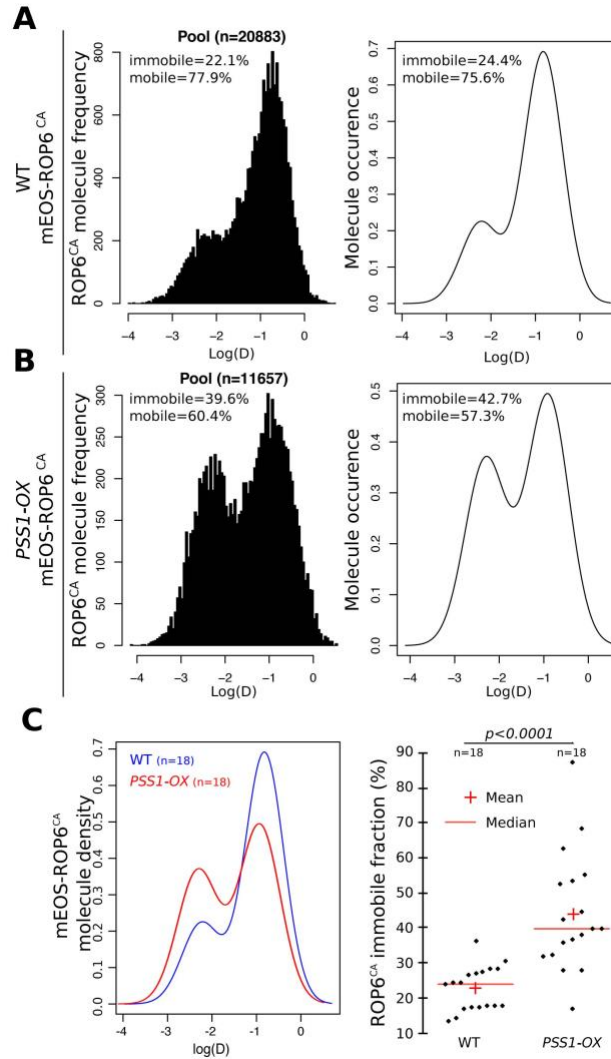 A
WT
mEOS-ROP6 CA
ROP6CA molecule frequency
Pool (n=20883)
immobile=22.1%
mobile=77.9%
800
600
400
200
0
−4 −3 −2 −1 0
Log(D)
Molecule occurence
immobile=24.4%
mobile=75.6%
0.7
0.6
0.5
0.4
0.3
0.2
0.1
0.0
−4 −3 −2 −1 0
Log(D)
B
PSS1-OX
mEOS-ROP6 CA
ROP6CA molecule frequency
Pool (n=11657)
immobile=39.6%
mobile=60.4%
300
250
200
150
100
50
0
−4 −3 −2 −1 0
Log(D)
Molecule occurence
immobile=42.7%
mobile=57.3%
0.5
0.4
0.3
0.2
0.1
0.0
−4 −3 −2 −1 0
Log(D)
C
mEOS-ROP6CA
molecule density
WT (n=18)
PSS1-OX (n=18)
0.7
0.6
0.5
0.4
0.3
0.2
0.1
0.0
-4 -3 -2 -1 0
log(D)
ROP6CA immobile fraction (%)
p<0.0001
n=18 n=18
Mean
Median
90
80
70
60
50
40
30
20
10
WT PSS1-OX